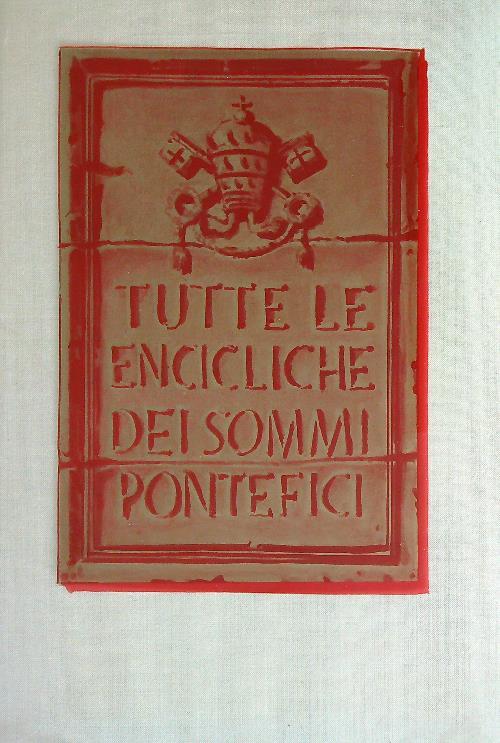 TUTTE LE
ENCICLICHE
DEI SOMMI
PONTEFICI